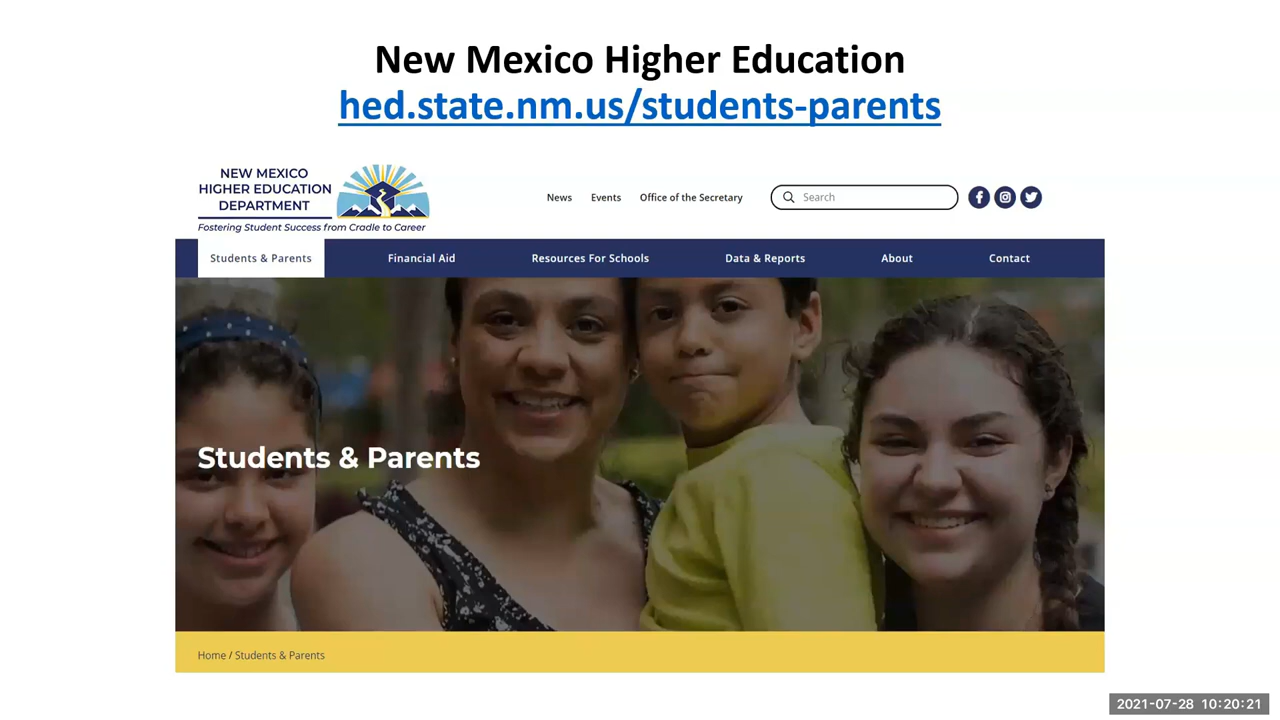 New Mexico Higher Education
hed.state.nm.us/students-parents
NEW MEXICO
HIGHER EDUCATION
DEPARTMENT
Fostering Student Success from Cradle to Career
News Events Office of the Secretary Search
Students & Parents Financial Aid Resources For Schools Data & Reports About Contact
Students & Parents
Home / Students & Parents
2021-07-28 10:20:21